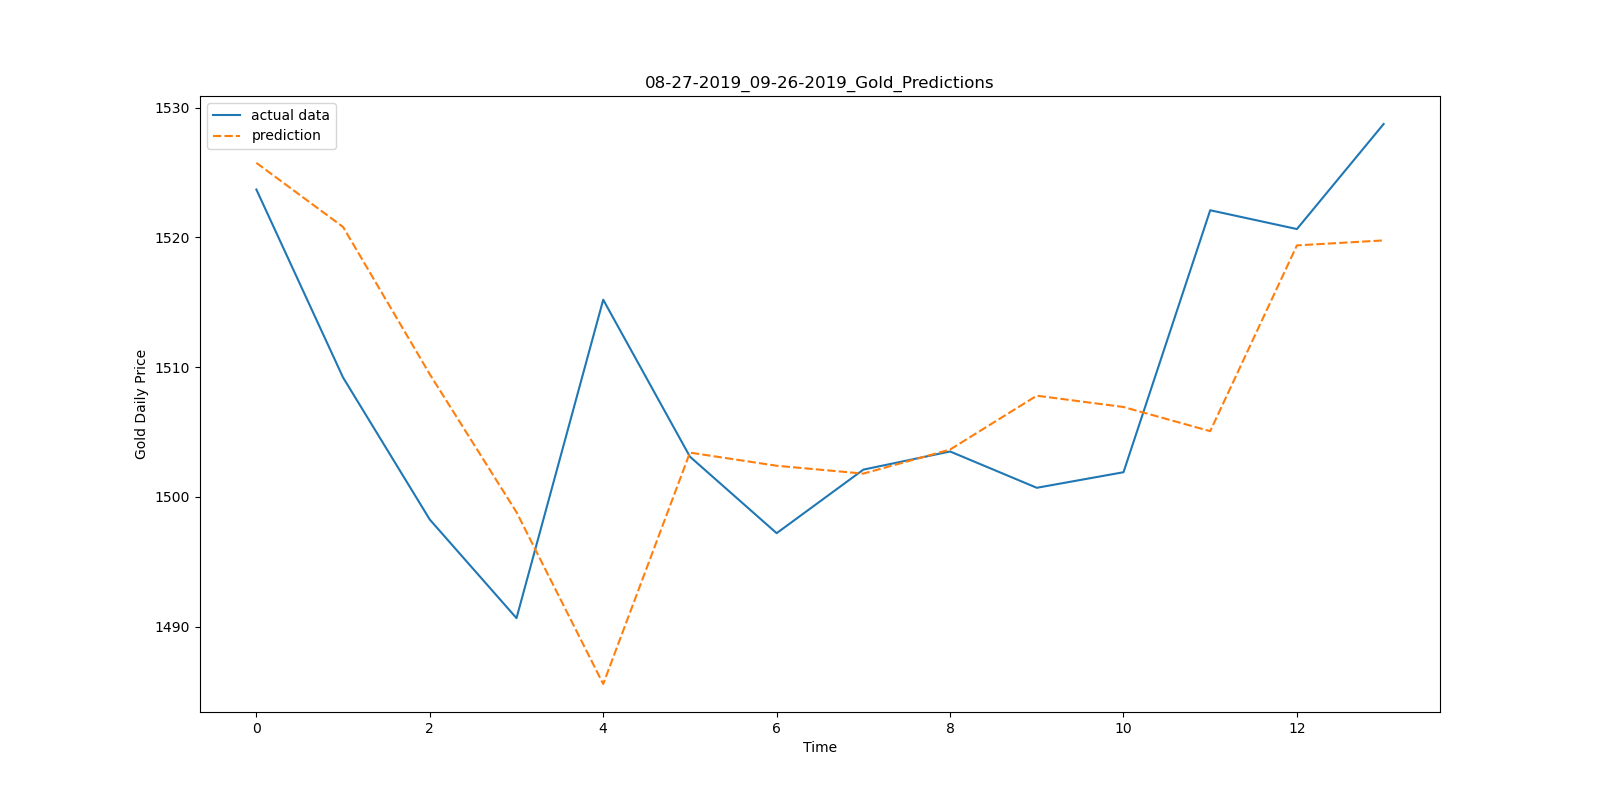 08-27-2019_09-26-2019_Gold_Predictions
actual data
prediction
Gold Daily Price
1530
1520
1510
1500
1490
0 2 4 6 8 10 12
Time